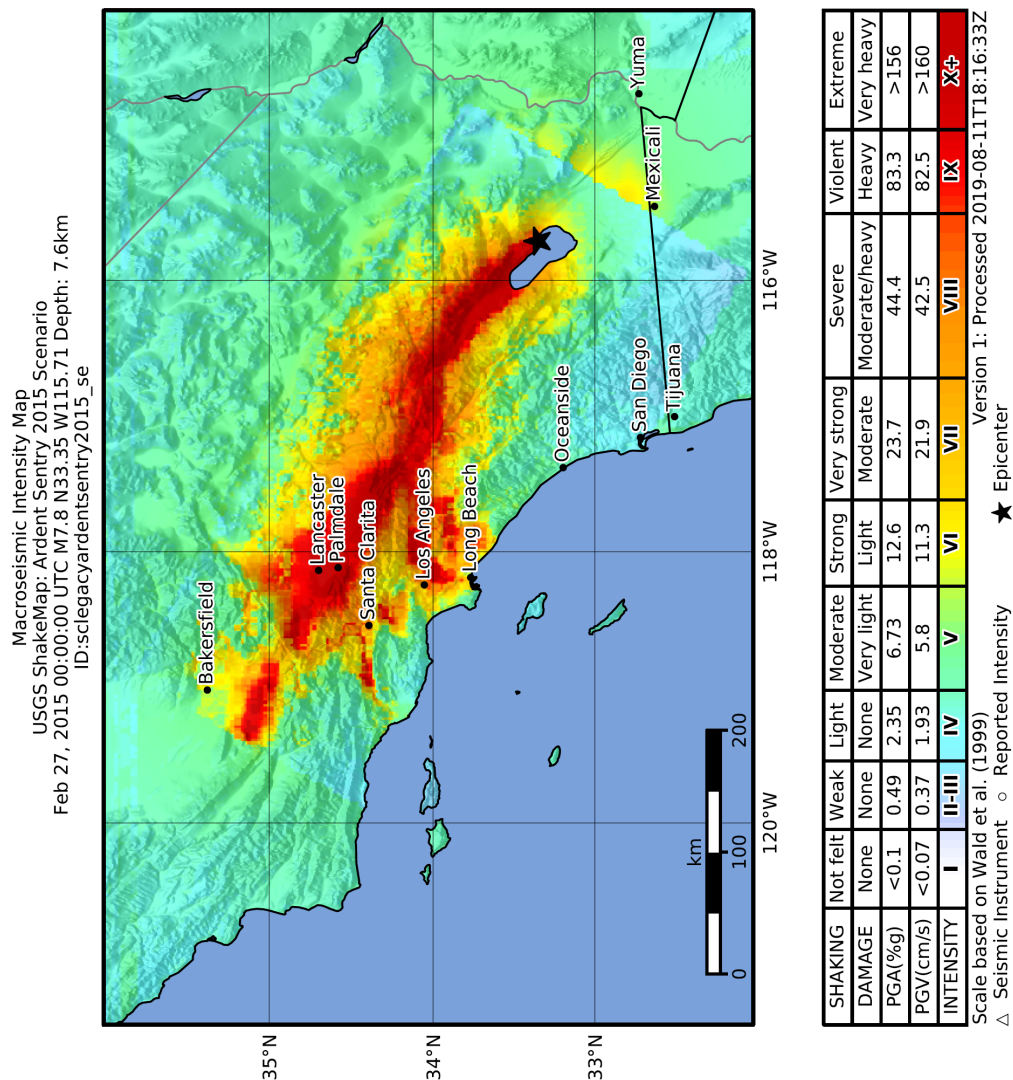 Macroseismic Intensity Map
USGS ShakeMap: Ardent Sentry 2015 Scenario
Feb 27, 2015 00:00:00 UTC M7.8 N33.35 W115.71 Depth: 7.6km
ID:sclegacyardentsentry2015_se
Bakersfield
Lancaster
Palmdale
Santa Clarita
Los Angeles
Long Beach
Oceanside
San Diego
Tijuana
Mexicali
Yuma
35°N
34°N
33°N
km
0 100 200
120°W 118°W 116°W
SHAKING Not felt Weak Light Moderate Strong Very strong Severe Violent Extreme
DAMAGE None None None Very light Light Moderate Moderate/heavy Heavy Very heavy
PGA(%g) <0.1 0.49 2.35 6.73 12.6 23.7 44.4 83.3 >156
PGV(cm/s) <0.07 0.37 1.93 5.8 11.3 21.9 42.5 82.5 >160
INTENSITY I II-III IV V VI VII VIII IX X+
Scale based on Wald et al. (1999) Version 1: Processed 2019-08-11T18:16:33Z
△ Seismic Instrument ○ Reported Intensity ★ Epicenter